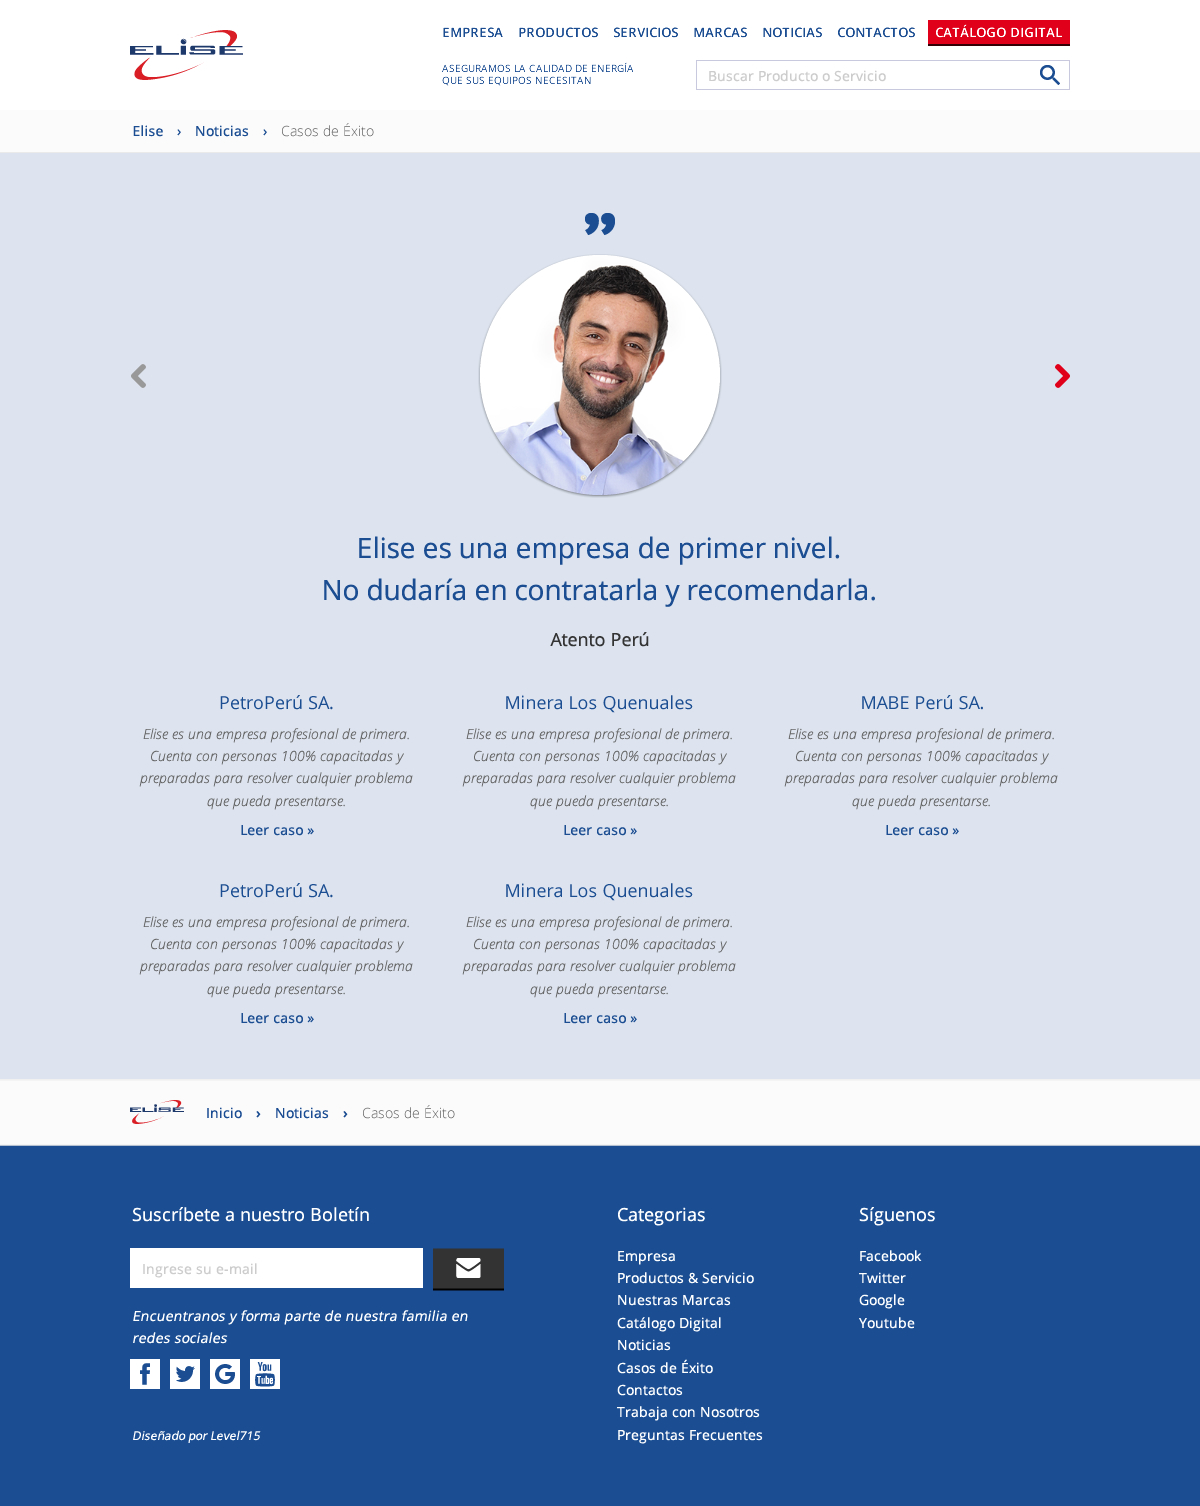 ELISE
EMPRESA PRODUCTOS SERVICIOS MARCAS NOTICIAS CONTACTOS CATÁLOGO DIGITAL
ASEGURAMOS LA CALIDAD DE ENERGÍA
QUE SUS EQUIPOS NECESITAN
Buscar Producto o Servicio
Elise › Noticias › Casos de Éxito
”
Elise es una empresa de primer nivel.
No dudaría en contratarla y recomendarla.
Atento Perú
PetroPerú SA.
Elise es una empresa profesional de primera.
Cuenta con personas 100% capacitadas y
preparadas para resolver cualquier problema
que pueda presentarse.
Leer caso »
Minera Los Quenuales
Elise es una empresa profesional de primera.
Cuenta con personas 100% capacitadas y
preparadas para resolver cualquier problema
que pueda presentarse.
Leer caso »
MABE Perú SA.
Elise es una empresa profesional de primera.
Cuenta con personas 100% capacitadas y
preparadas para resolver cualquier problema
que pueda presentarse.
Leer caso »
PetroPerú SA.
Elise es una empresa profesional de primera.
Cuenta con personas 100% capacitadas y
preparadas para resolver cualquier problema
que pueda presentarse.
Leer caso »
Minera Los Quenuales
Elise es una empresa profesional de primera.
Cuenta con personas 100% capacitadas y
preparadas para resolver cualquier problema
que pueda presentarse.
Leer caso »
ELISE Inicio › Noticias › Casos de Éxito
Suscríbete a nuestro Boletín
Ingrese su e-mail
Encuentranos y forma parte de nuestra familia en
redes sociales
f G You Tube
Diseñado por Level715
Categorias
Empresa
Productos & Servicio
Nuestras Marcas
Catálogo Digital
Noticias
Casos de Éxito
Contactos
Trabaja con Nosotros
Preguntas Frecuentes
Síguenos
Facebook
Twitter
Google
Youtube